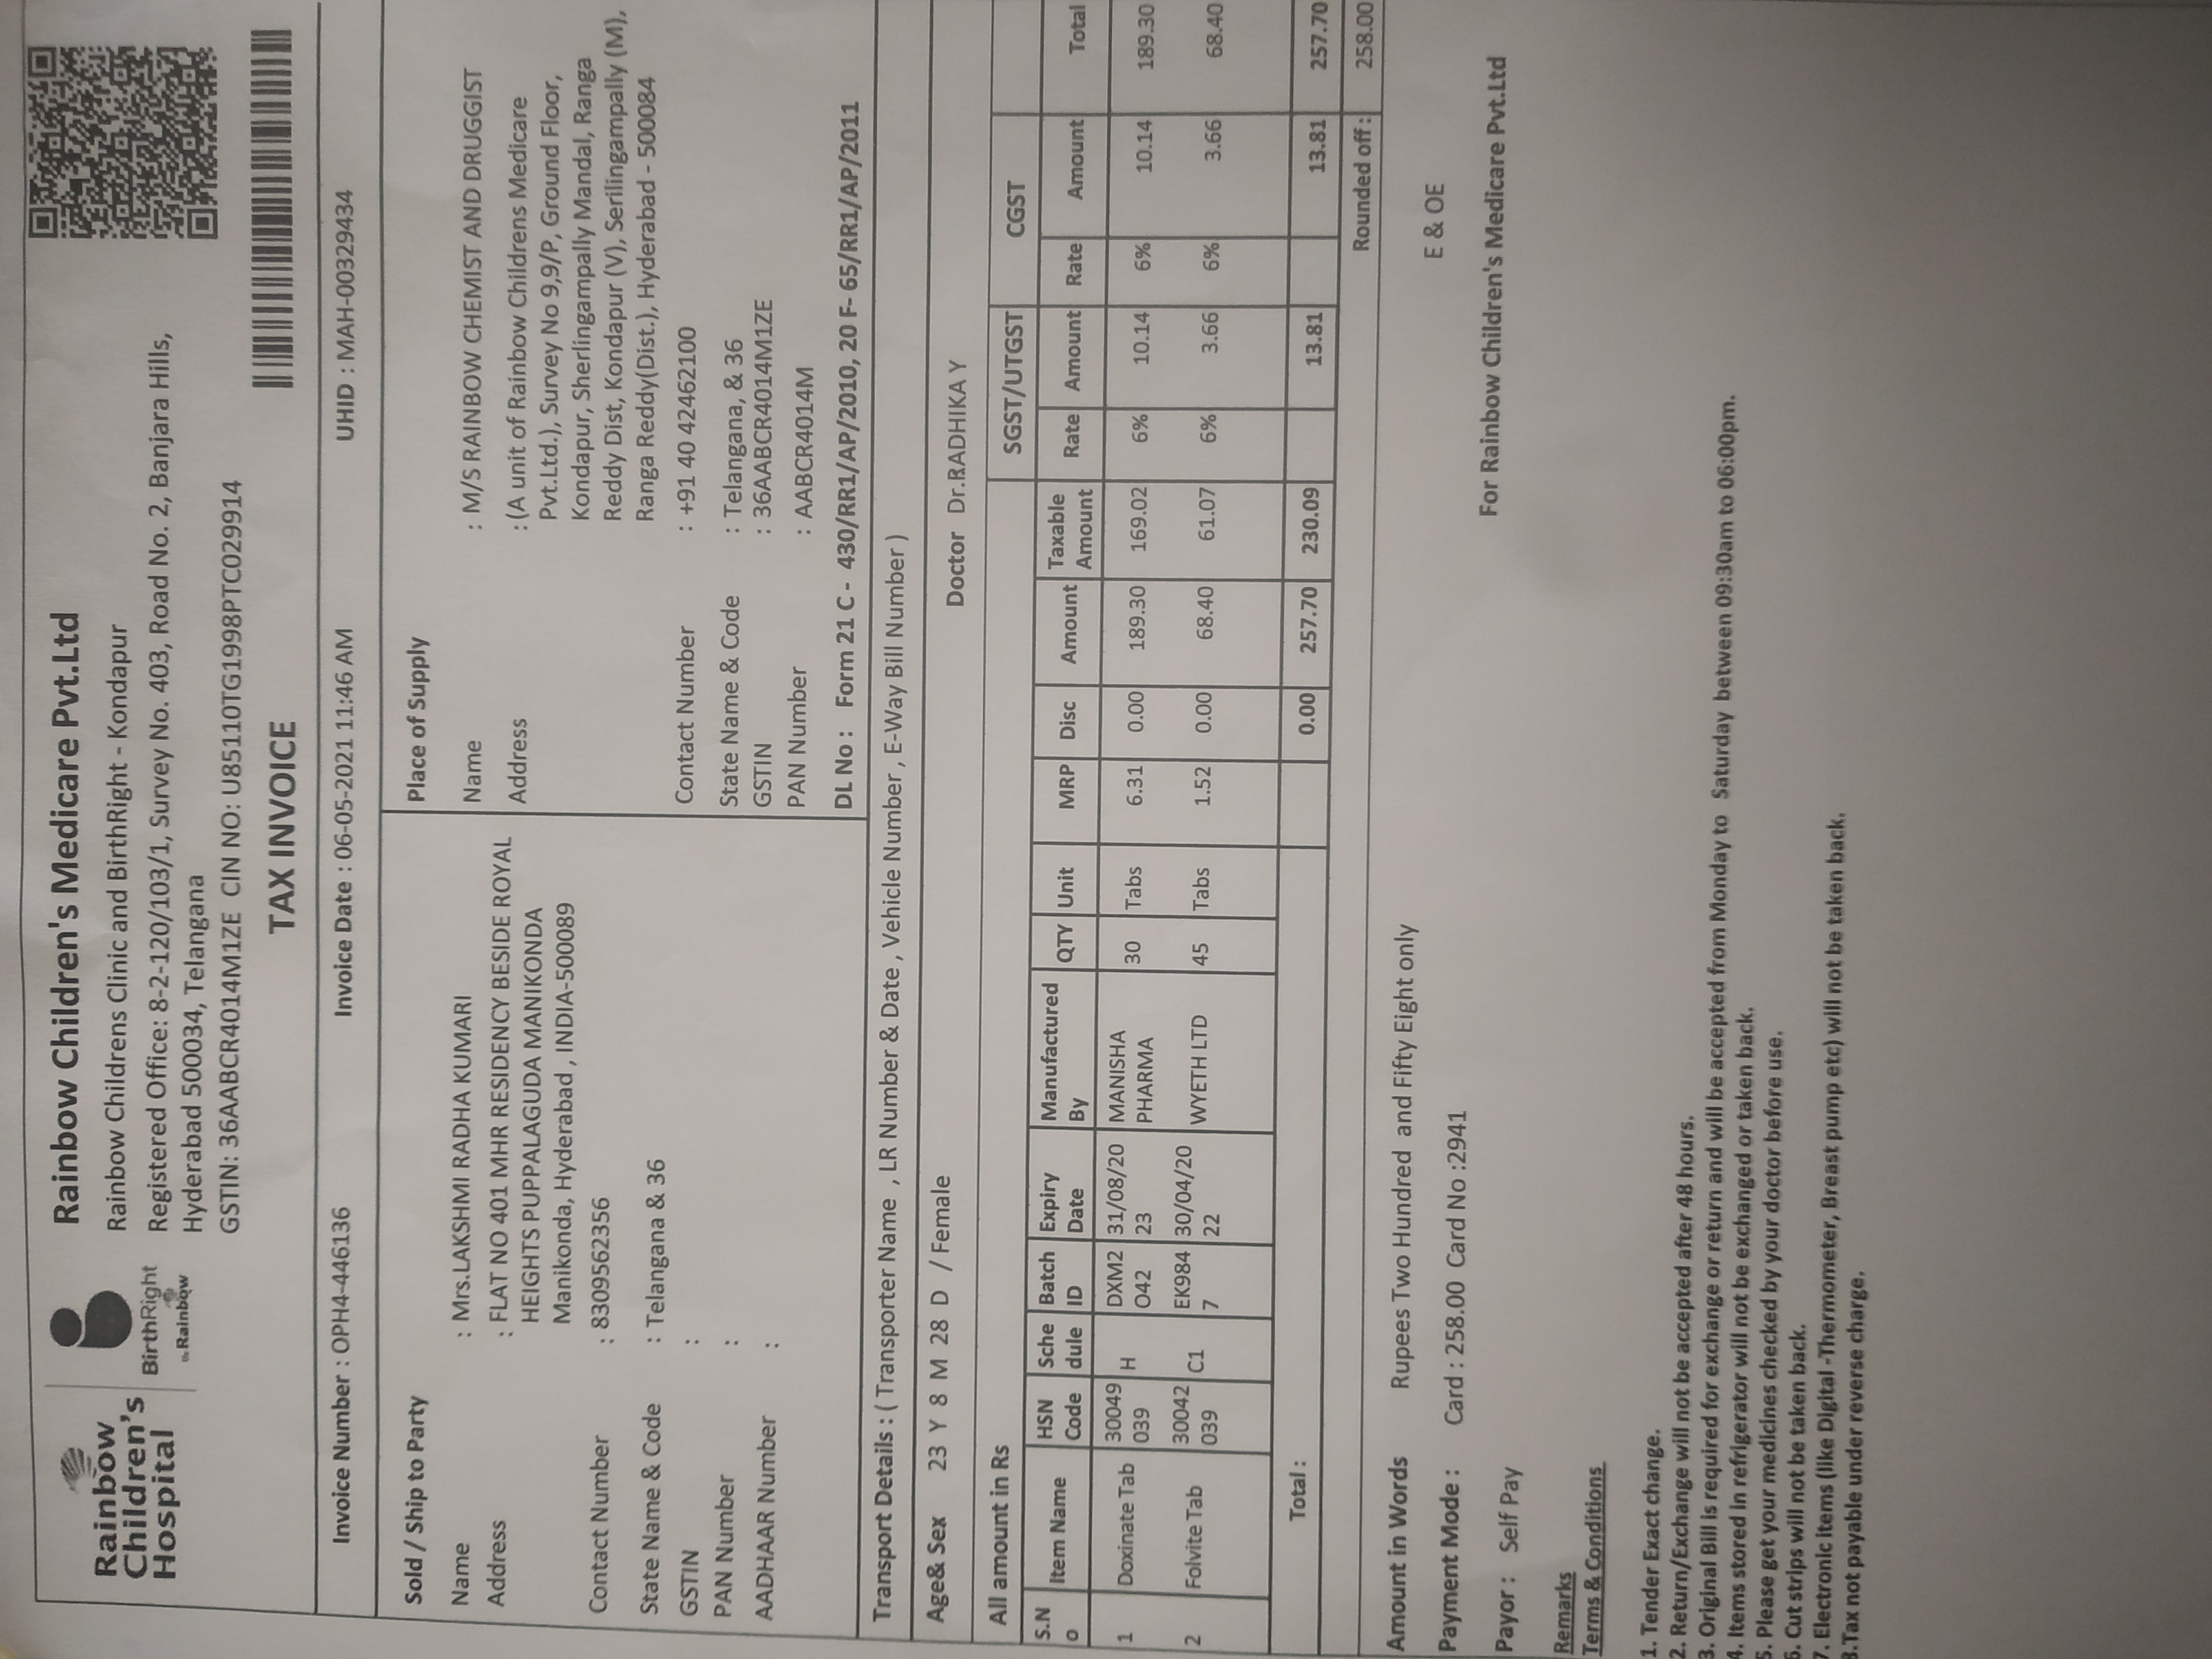 Rainbow
Children's
Hospital
BirthRight
By Rainbow
Rainbow Children's Medicare Pvt.Ltd
Rainbow Childrens Clinic and BirthRight - Kondapur
Registered Office: 8-2-120/103/1, Survey No. 403, Road No. 2, Banjara Hills,
Hyderabad 500034, Telangana
GSTIN: 36AABCR4014M1ZE CIN NO: U85110TG1998PTC029914
TAX INVOICE
Invoice Number : OPH4-446136 Invoice Date : 06-05-2021 11:46 AM UHID : MAH-00329434
Sold / Ship to Party
Name : Mrs.LAKSHMI RADHA KUMARI
Address : FLAT NO 401 MHR RESIDENCY BESIDE ROYAL
HEIGHTS PUPPALAGUDA MANIKONDA
Manikonda, Hyderabad , INDIA-500089
Contact Number : 8309562356
State Name & Code : Telangana & 36
GSTIN :
PAN Number :
AADHAAR Number :
Place of Supply
Name : M/S RAINBOW CHEMIST AND DRUGGIST
Address : (A unit of Rainbow Childrens Medicare
Pvt.Ltd.), Survey No 9,9/P, Ground Floor,
Kondapur, Sherlingampally Mandal, Ranga
Reddy Dist, Kondapur (V), Serilingampally (M),
Ranga Reddy(Dist.), Hyderabad - 5000084
Contact Number : +91 40 42462100
State Name & Code : Telangana, & 36
GSTIN : 36AABCR4014M1ZE
PAN Number : AABCR4014M
DL No : Form 21 C - 430/RR1/AP/2010, 20 F- 65/RR1/AP/2011
Transport Details : ( Transporter Name , LR Number & Date , Vehicle Number , E-Way Bill Number )
Age& Sex 23 Y 8 M 28 D / Female Doctor Dr.RADHIKA Y
All amount in Rs
SGST/UTGST CGST
S.N Item Name HSN Sche Batch Expiry Manufactured QTY Unit MRP Disc Amount Taxable Rate Amount Rate Amount Total
o Code dule ID Date By Amount
1 Doxinate Tab 30049 H DXM2 31/08/20 MANISHA 30 Tabs 6.31 0.00 189.30 169.02 6% 10.14 6% 10.14 189.30
039 O42 23 PHARMA
2 Folvite Tab 30042 C1 EK984 30/04/20 WYETH LTD 45 Tabs 1.52 0.00 68.40 61.07 6% 3.66 6% 3.66 68.40
039 7 22
Total : 0.00 257.70 230.09 13.81 13.81 257.70
Rounded off : 258.00
Amount in Words Rupees Two Hundred and Fifty Eight only
E & OE
Payment Mode : Card : 258.00 Card No :2941
For Rainbow Children's Medicare Pvt.Ltd
Payor : Self Pay
Remarks
Terms & Conditions
1. Tender Exact change.
2. Return/Exchange will not be accepted after 48 hours.
3. Original Bill is required for exchange or return and will be accepted from Monday to Saturday between 09:30am to 06:00pm.
4. Items stored in refrigerator will not be exchanged or taken back.
5. Please get your medicines checked by your doctor before use.
6. Cut strips will not be taken back.
7. Electronic items (like Digital -Thermometer, Breast pump etc) will not be taken back.
8.Tax not payable under reverse charge.